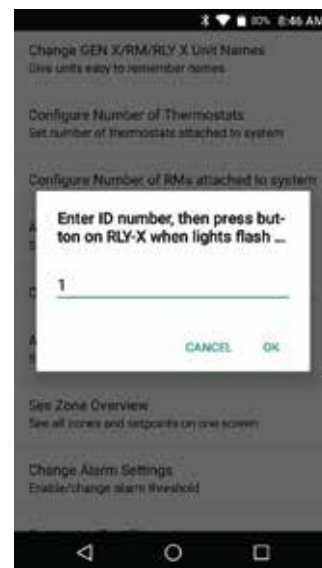 80% 8:46 AM
Change GEN X/RM/RLY X Unit Names
Give units easy to remember names
Configure Number of Thermostats
Set number of thermostats attached to system
Configure Number of RMs attached to system
Enter ID number, then press but-
ton on RLY-X when lights flash ...
1
CANCEL OK
See Zone Overview
See all zones and setpoints on one screen
Change Alarm Settings
Enable/change alarm threshold